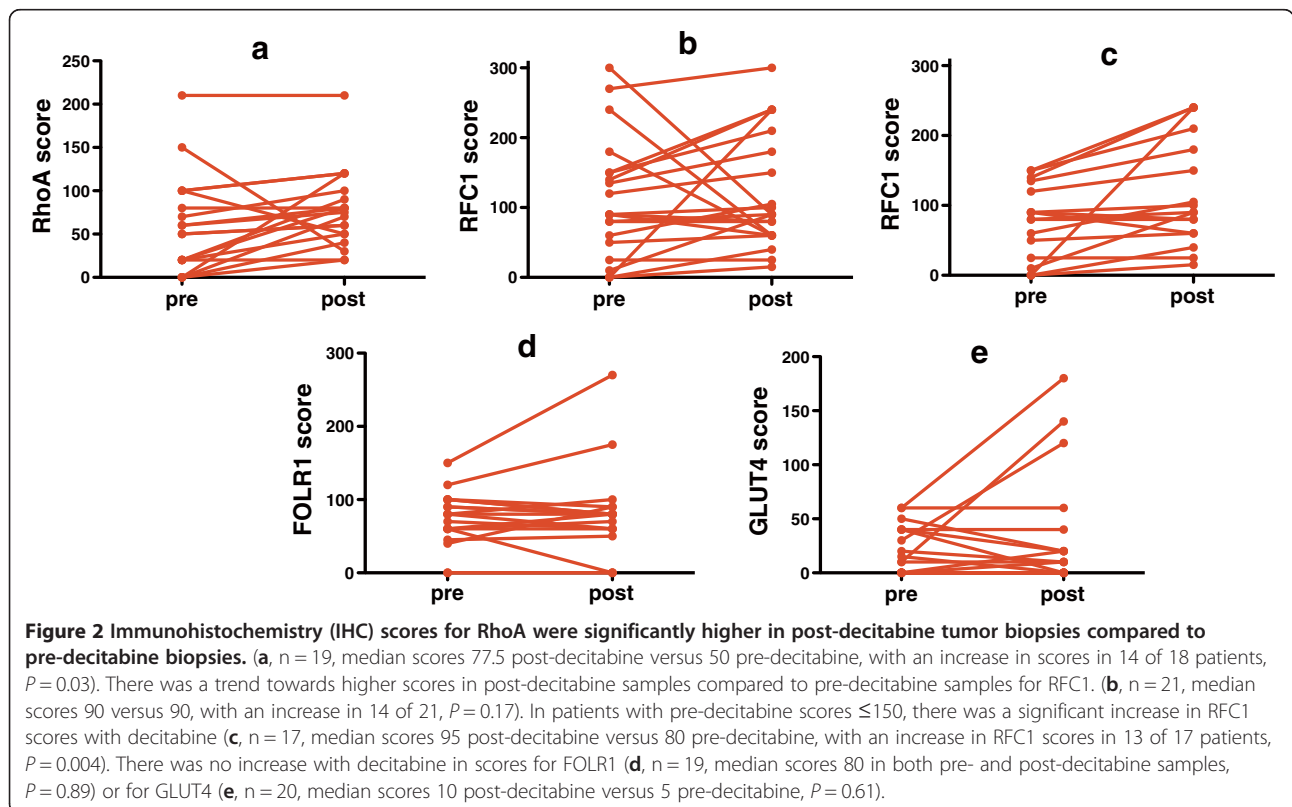 a
250
200
150
100
50
0
RhoA score
pre post
b
300
200
100
0
RFC1 score
pre post
c
300
200
100
0
RFC1 score
pre post
d
300
200
100
0
FOLR1 score
pre post
e
200
150
100
50
0
GLUT4 score
pre post
Figure 2 Immunohistochemistry (IHC) scores for RhoA were significantly higher in post-decitabine tumor biopsies compared to
pre-decitabine biopsies. (a, n = 19, median scores 77.5 post-decitabine versus 50 pre-decitabine, with an increase in scores in 14 of 18 patients,
P = 0.03). There was a trend towards higher scores in post-decitabine samples compared to pre-decitabine samples for RFC1. (b, n = 21, median
scores 90 versus 90, with an increase in 14 of 21, P = 0.17). In patients with pre-decitabine scores ≤150, there was a significant increase in RFC1
scores with decitabine (c, n = 17, median scores 95 post-decitabine versus 80 pre-decitabine, with an increase in RFC1 scores in 13 of 17 patients,
P = 0.004). There was no increase with decitabine in scores for FOLR1 (d, n = 19, median scores 80 in both pre- and post-decitabine samples,
P = 0.89) or for GLUT4 (e, n = 20, median scores 10 post-decitabine versus 5 pre-decitabine, P = 0.61).